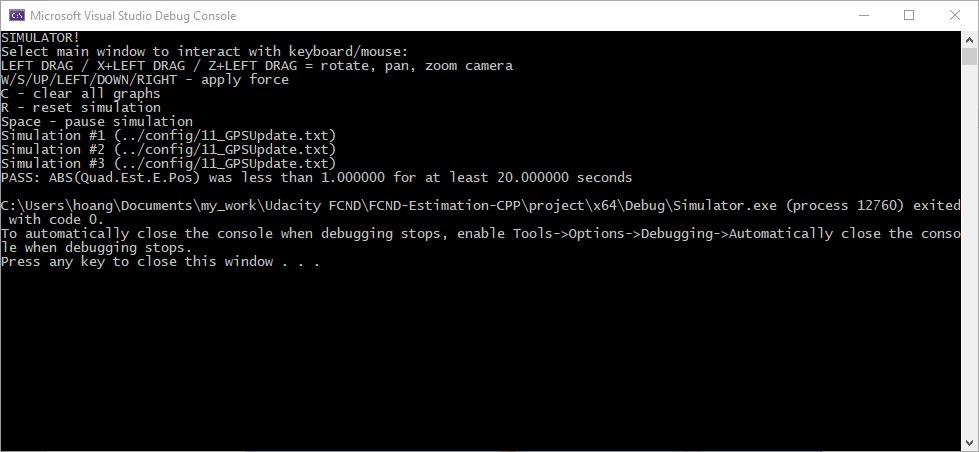 Microsoft Visual Studio Debug Console
SIMULATOR!
Select main window to interact with keyboard/mouse:
LEFT DRAG / X+LEFT DRAG / Z+LEFT DRAG = rotate, pan, zoom camera
W/S/UP/LEFT/DOWN/RIGHT - apply force
C - clear all graphs
R - reset simulation
Space - pause simulation
Simulation #1 (../config/11_GPSUpdate.txt)
Simulation #2 (../config/11_GPSUpdate.txt)
Simulation #3 (../config/11_GPSUpdate.txt)
PASS: ABS(Quad.Est.E.Pos) was less than 1.000000 for at least 20.000000 seconds
C:\Users\hoang\Documents\my_work\Udacity FCND\FCND-Estimation-CPP\project\x64\Debug\Simulator.exe (process 12760) exited
 with code 0.
To automatically close the console when debugging stops, enable Tools->Options->Debugging->Automatically close the conso
le when debugging stops.
Press any key to close this window . . .